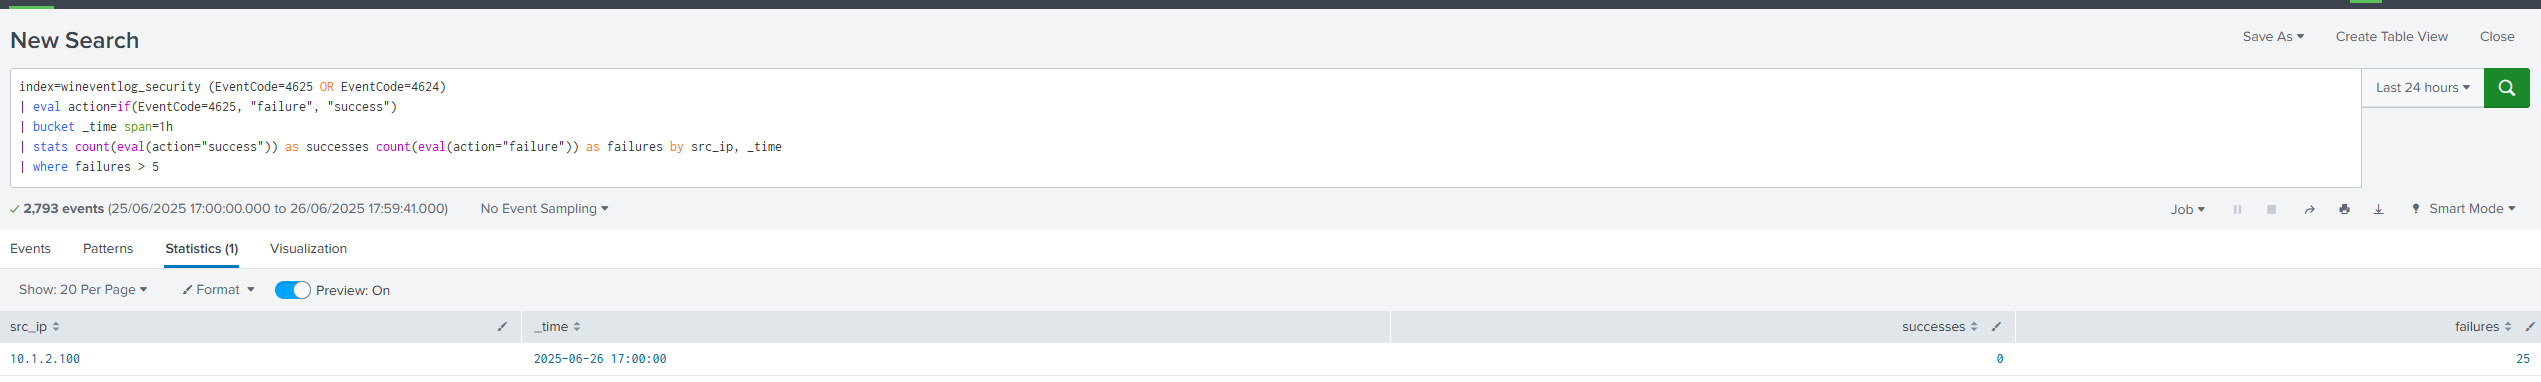 New Search
Save As Create Table View Close
index=wineventlog_security (EventCode=4625 OR EventCode=4624)
| eval action=if(EventCode=4625, "failure", "success")
| bucket _time span=1h
| stats count(eval(action="success")) as successes count(eval(action="failure")) as failures by src_ip, _time
| where failures > 5
Last 24 hours
2,793 events (25/06/2025 17:00:00.000 to 26/06/2025 17:59:41.000) No Event Sampling
Job Smart Mode
Events Patterns Statistics (1) Visualization
Show: 20 Per Page Format Preview: On
src_ip _time successes failures
10.1.2.100 2025-06-26 17:00:00 0 25